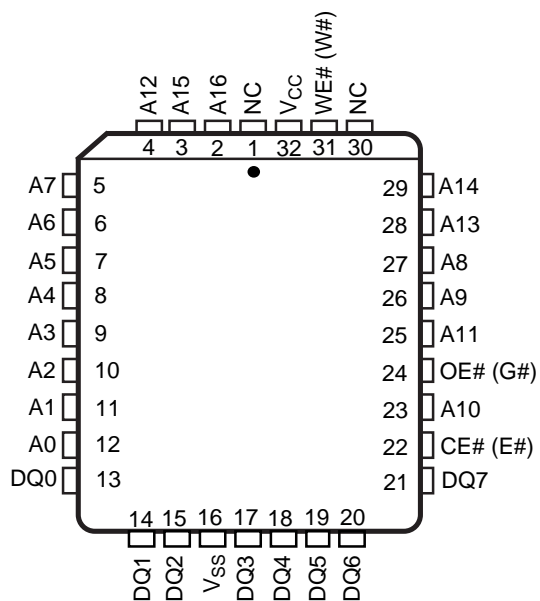 A12 A15 A16 NC VCC WE# (W#) NC
4 3 2 1 32 31 30
A7 5 29 A14
A6 6 28 A13
A5 7 27 A8
A4 8 26 A9
A3 9 25 A11
A2 10 24 OE# (G#)
A1 11 23 A10
A0 12 22 CE# (E#)
DQ0 13 21 DQ7
14 15 16 17 18 19 20
DQ1 DQ2 VSS DQ3 DQ4 DQ5 DQ6